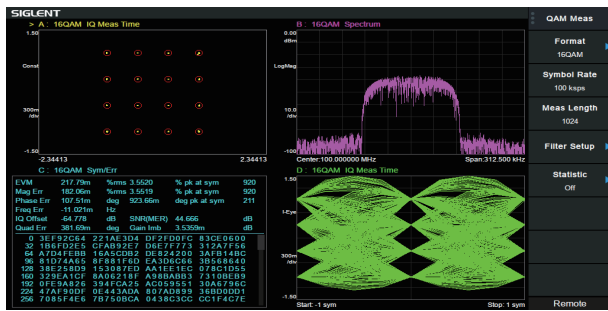 SIGLENT
> A: 16QAM IQ Meas Time
1.50
Const
300m
/div
-1.50
-2.34413 2.34413
B: 16QAM Spectrum
0.00
dBm
LogMag
10.0
/div
-100
Center:100.000000 MHz Span:312.500 kHz
C: 16QAM Sym/Err
EVM 217.79m %rms 3.5520 % pk at sym 920
Mag Err 182.06m %rms 3.5519 % pk at sym 920
Phase Err 107.51m deg 923.66m deg pk at sym 211
Freq Err -11.021m Hz
IQ Offset -64.778 dB SNR(MER) 44.666 dB
Quad Err 381.69m deg Gain Imb 3.5359m dB
0 3EF92C64 221AE3D4 DF2FD0FC 83CE0600
32 1B6FD2E5 CFAB92E7 D6E7F773 312A7F56
64 A7D4FEBB 16A5CDB2 DE824200 3AFB14BC
96 81D74A65 8F881F6D EA3D6C66 3B568640
128 38E258D9 153087ED AA1EE1EC 078C1D55
160 329EA1CF 8A06218F A98BABB3 7310BEB9
192 0FE9A826 394FCA25 AC059551 30A6796C
224 47AF90DF 0E443ADA 807AD899 36BD0DD1
256 7085F4E6 7B750BCA 0438C3CC CC1F4C7E
D: 16QAM IQ Meas Time
1.50
I-Eye
300m
/div
-1.50
Start: -1 sym Stop: 1 sym
QAM Meas
Format
16QAM
Symbol Rate
100 ksps
Meas Length
1024
Filter Setup
Statistic
Off
Remote